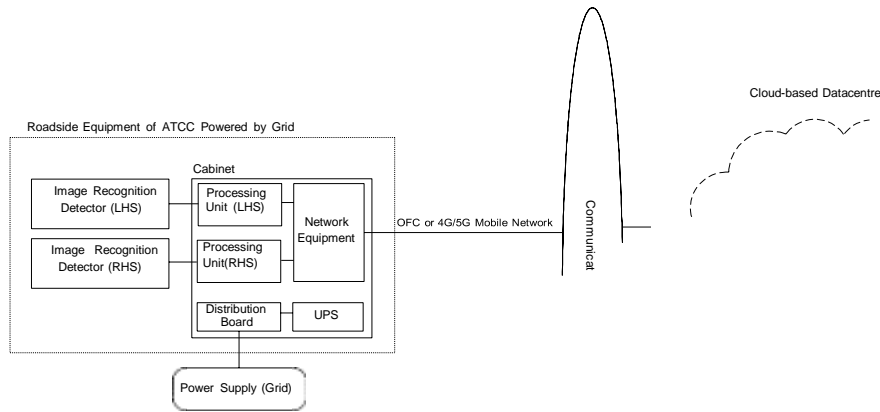 Cloud-based Datacentre
Roadside Equipment of ATCC Powered by Grid
Cabinet
Image Recognition
Detector (LHS)
Processing
Unit (LHS)
Network
Equipment
OFC or 4G/5G Mobile Network
Communicat
Image Recognition
Detector (RHS)
Processing
Unit(RHS)
Distribution
Board
UPS
Power Supply (Grid)